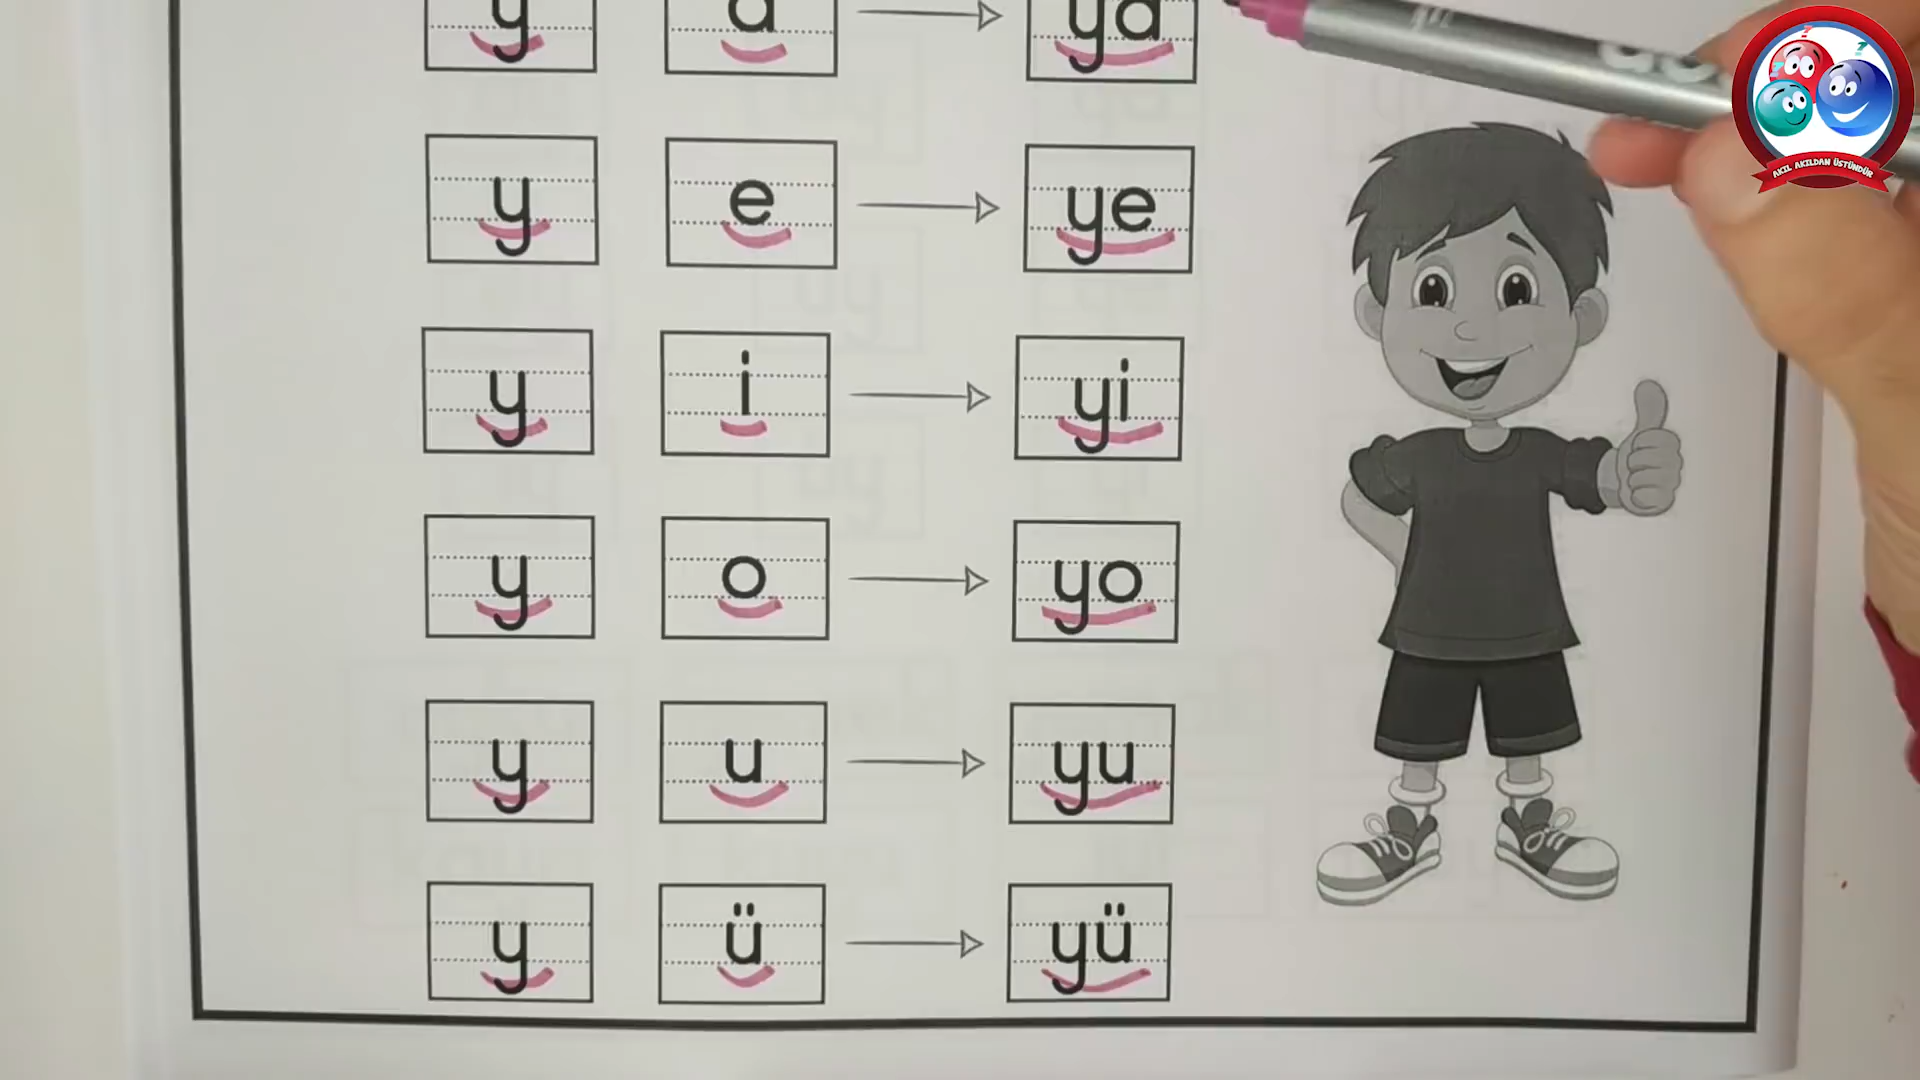 y a ya
y e ye
y i yi
y o yo
y u yu
y ü yü
AKIL AKILDAN ÜSTÜNDÜR